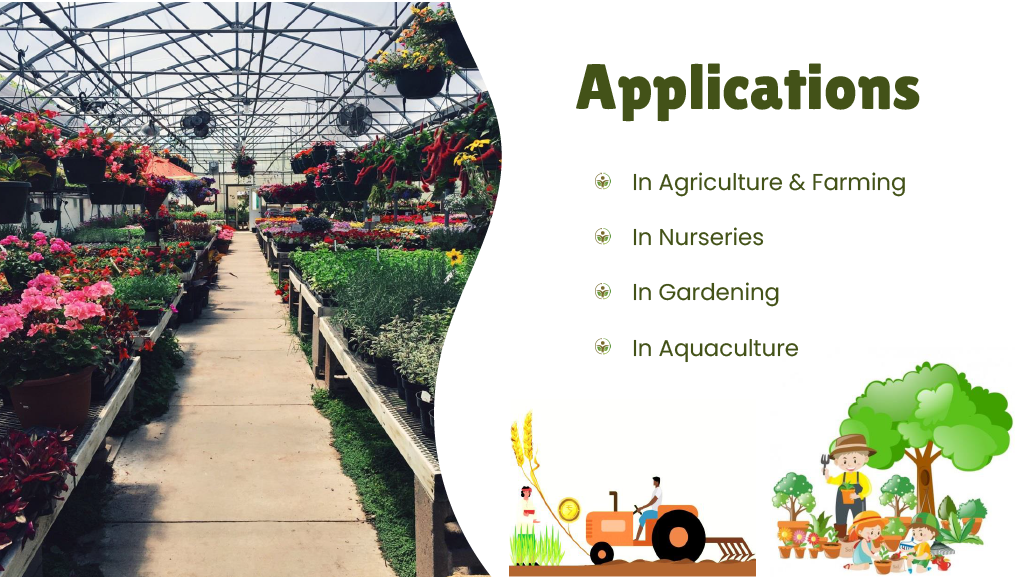 Applications
In Agriculture & Farming
In Nurseries
In Gardening
In Aquaculture